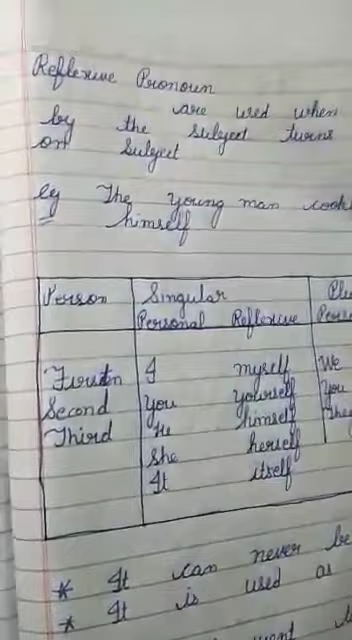 Reflexive Pronoun
are used when
by the subject turns
on subject
eg The young man cook
himself
Person Singular
Personal Reflexive
I myself We
Second You yourself You
Third He himself
She herself
It itself
* It can never be
* It is used as